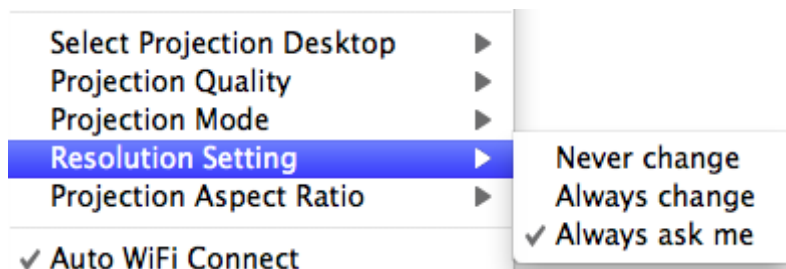 Select Projection Desktop
Projection Quality
Projection Mode
Resolution Setting
Projection Aspect Ratio
Never change
Always change
✓ Always ask me
✓ Auto WiFi Connect